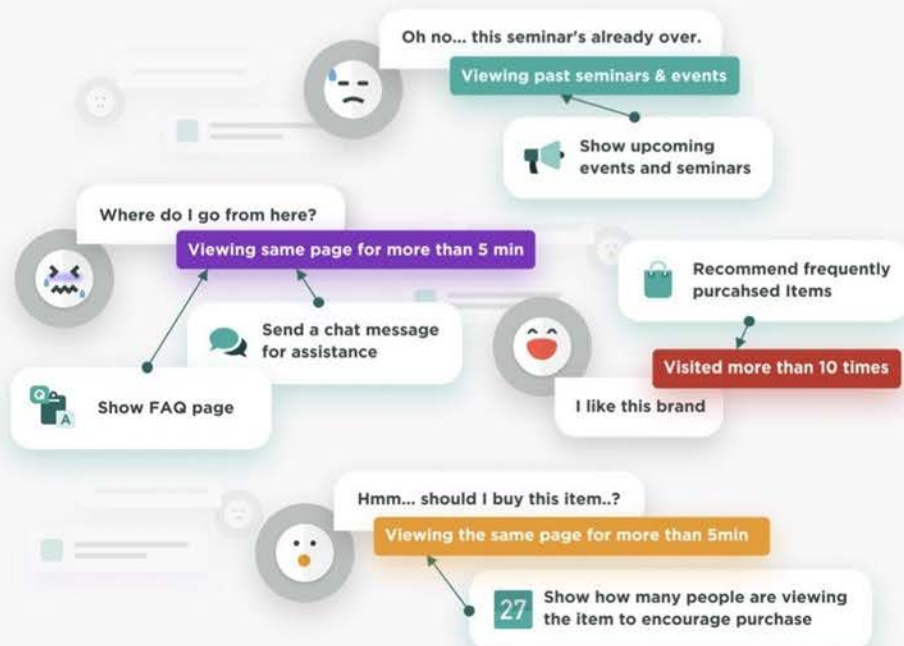 Oh no... this seminar's already over.
Viewing past seminars & events
Show upcoming
events and seminars
Where do I go from here?
Viewing same page for more than 5 min
Send a chat message
for assistance
Q
A
Show FAQ page
Recommend frequently
purcahsed Items
Visited more than 10 times
I like this brand
Hmm... should I buy this item..?
Viewing the same page for more than 5min
27
Show how many people are viewing
the item to encourage purchase